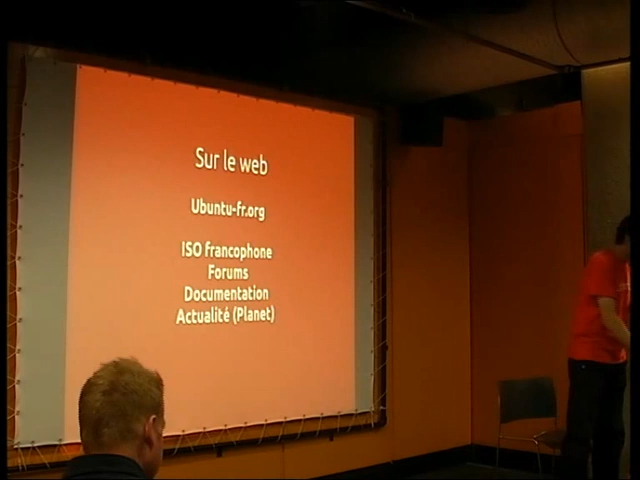 Sur le web
Ubuntu-fr.org
ISO francophone
Forums
Documentation
Actualité (Planet)